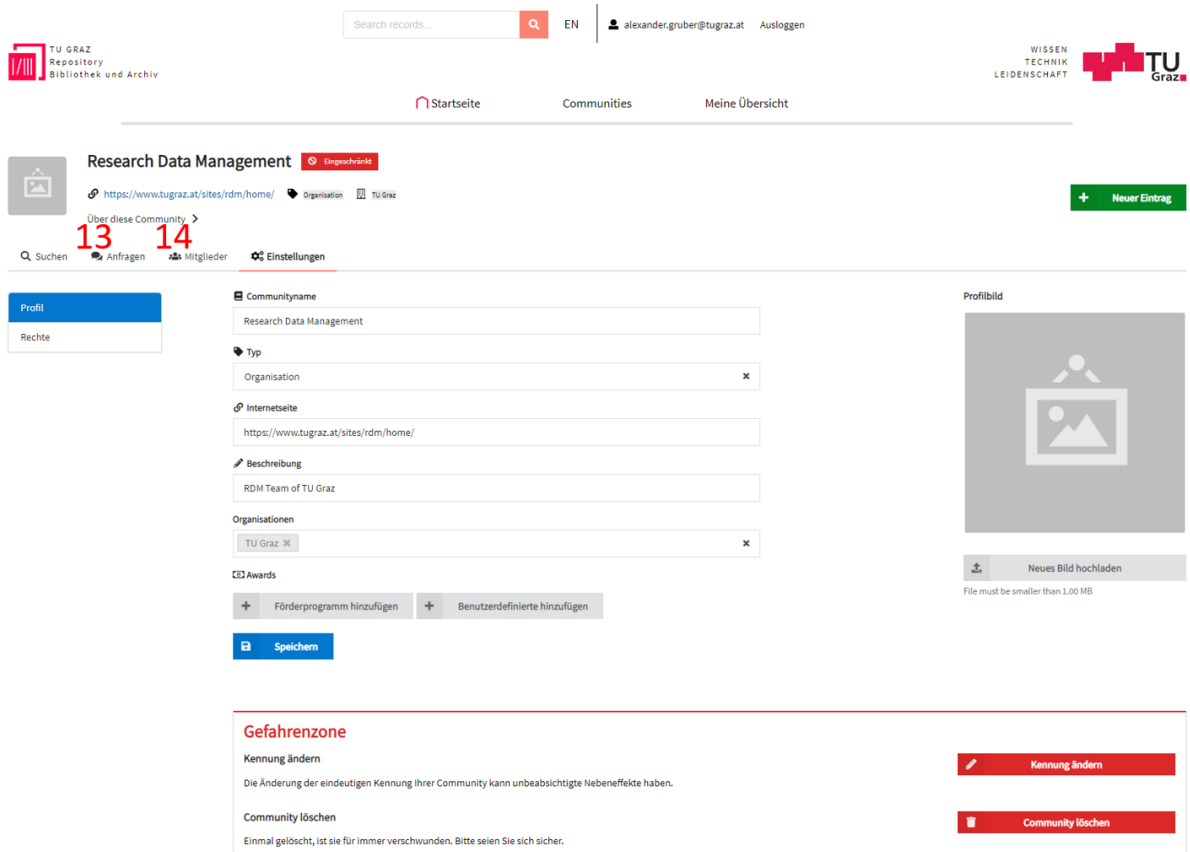 Search records...
EN
alexander.gruber@tugraz.at Ausloggen
TU GRAZ
Repository
Bibliothek und Archiv
WISSEN
TECHNIK
LEIDENSCHAFT
TU
Graz
Startseite Communities Meine Übersicht
Research Data Management Eingeschränkt
https://www.tugraz.at/sites/rdm/home/ Organisation TU Graz
Neuer Eintrag
Über diese Community
13 14
Suchen Anfragen Mitglieder Einstellungen
Profil
Rechte
Communityname
Research Data Management
Typ
Organisation
Internetseite
https://www.tugraz.at/sites/rdm/home/
Beschreibung
RDM Team of TU Graz
Organisationen
TU Graz
Awards
Förderprogramm hinzufügen Benutzerdefinierte hinzufügen
Speichern
Profilbild
Neues Bild hochladen
File must be smaller than 1.00 MB
Gefahrenzone
Kennung ändern
Die Änderung der eindeutigen Kennung Ihrer Community kann unbeabsichtigte Nebeneffekte haben.
Kennung ändern
Community löschen
Einmal gelöscht, ist sie für immer verschwunden. Bitte seien Sie sich sicher.
Community löschen